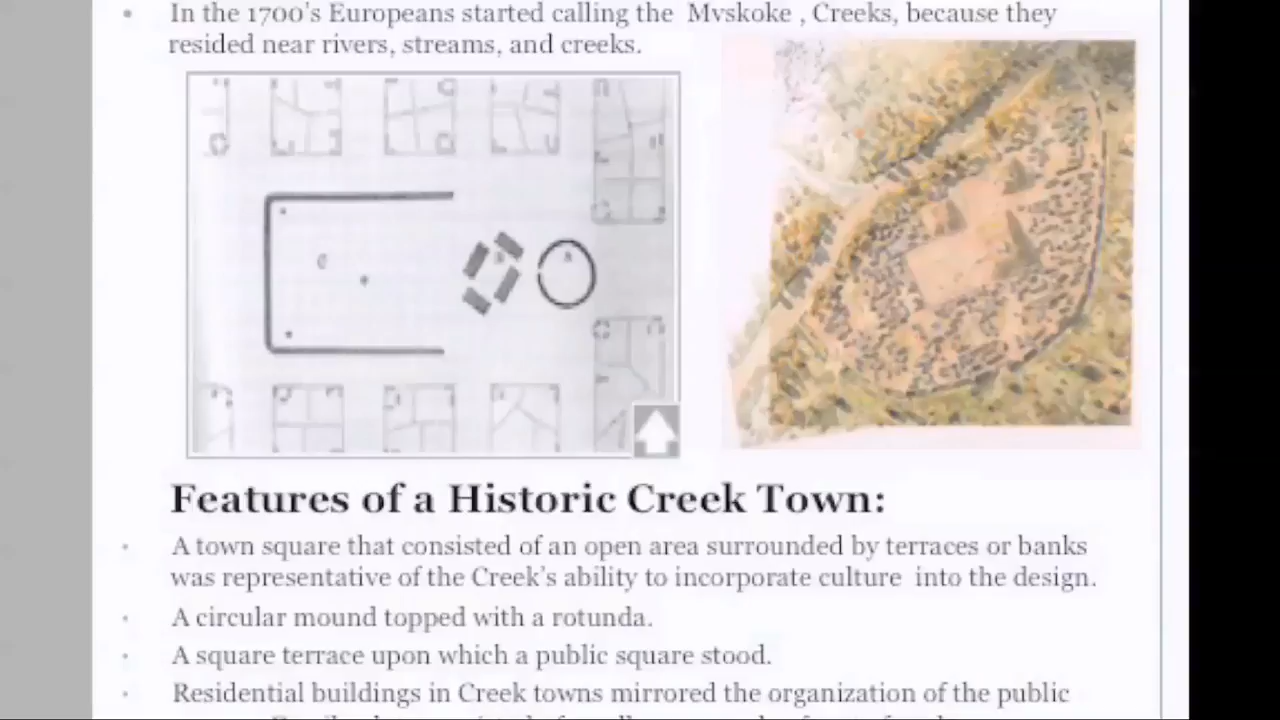 In the 1700's Europeans started calling the Mvskoke , Creeks, because they
resided near rivers, streams, and creeks.
Features of a Historic Creek Town:
A town square that consisted of an open area surrounded by terraces or banks
was representative of the Creek's ability to incorporate culture into the design.
A circular mound topped with a rotunda.
A square terrace upon which a public square stood.
Residential buildings in Creek towns mirrored the organization of the public